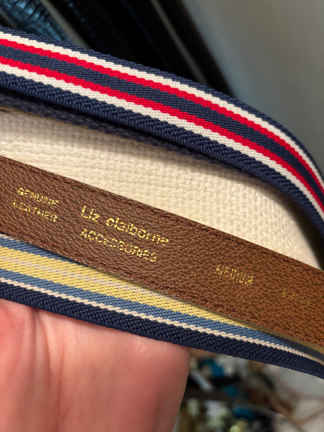 GENUINE
LEATHER
Liz claiborne
ACCESSORIES
MEDIUM